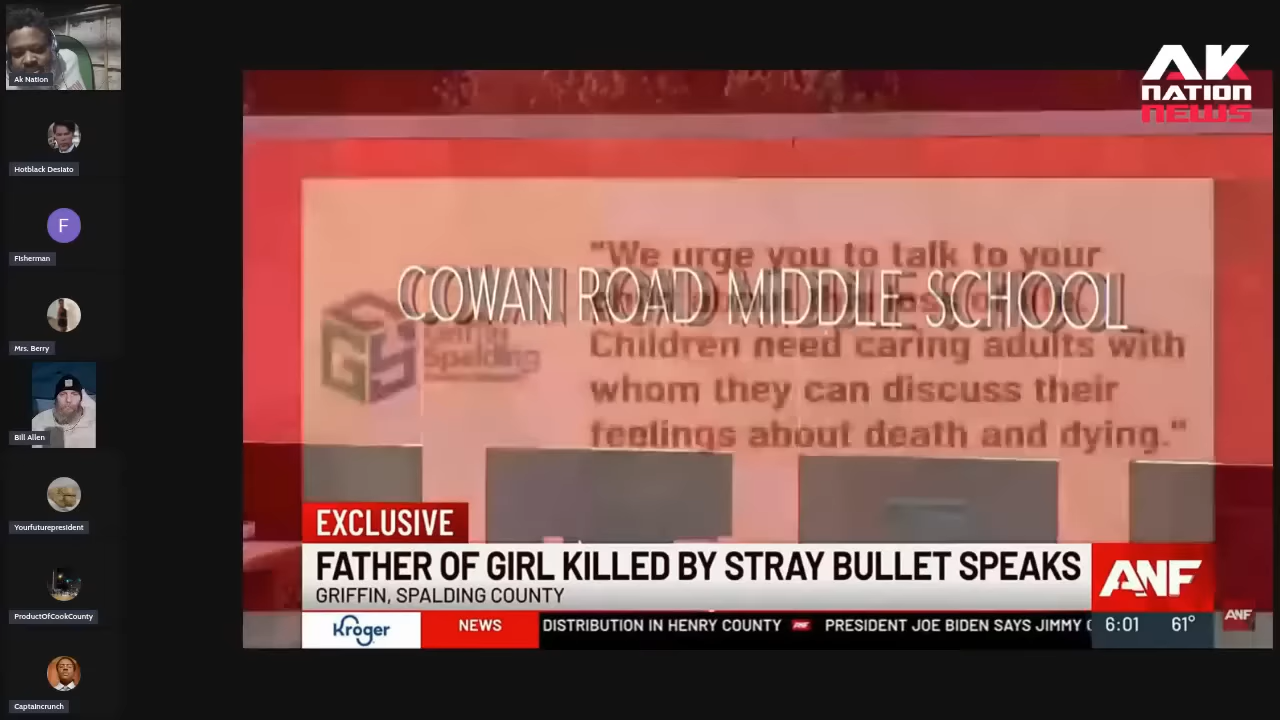 Ak Nation
Hotblack Desiato
F
Fisherman
Mrs. Berry
Bill Allen
Yourfuturepresident
ProductOfCookCounty
Captaincrunch
AK
NATION
NEWS
"We urge you to talk to your
COWAN ROAD MIDDLE SCHOOL
Griffin
Spalding
Children need caring adults with
whom they can discuss their
feelings about death and dying."
EXCLUSIVE
FATHER OF GIRL KILLED BY STRAY BULLET SPEAKS
GRIFFIN, SPALDING COUNTY
ANF
Kroger
NEWS
DISTRIBUTION IN HENRY COUNTY ANF PRESIDENT JOE BIDEN SAYS JIMMY
6:01 61°
ANF